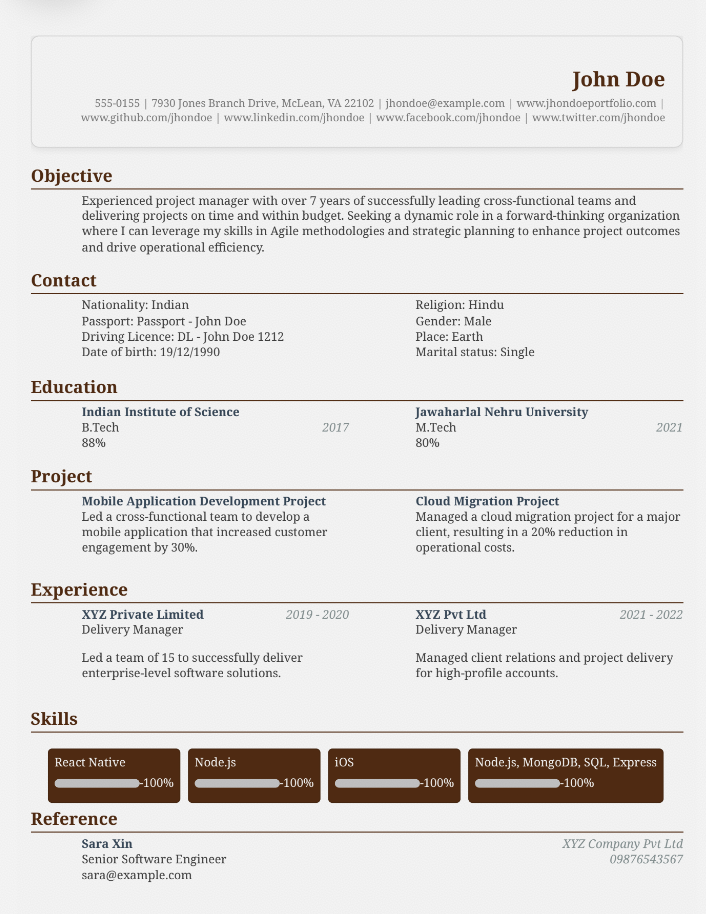 John Doe
555-0155 | 7930 Jones Branch Drive, McLean, VA 22102 | jhondoe@example.com | www.jhondoeportfolio.com |
www.github.com/jhondoe | www.linkedin.com/jhondoe | www.facebook.com/jhondoe | www.twitter.com/jhondoe
Objective
Experienced project manager with over 7 years of successfully leading cross-functional teams and
delivering projects on time and within budget. Seeking a dynamic role in a forward-thinking organization
where I can leverage my skills in Agile methodologies and strategic planning to enhance project outcomes
and drive operational efficiency.
Contact
Nationality: Indian
Passport: Passport - John Doe
Driving Licence: DL - John Doe 1212
Date of birth: 19/12/1990
Religion: Hindu
Gender: Male
Place: Earth
Marital status: Single
Education
Indian Institute of Science
B.Tech 2017
88%
Jawaharlal Nehru University
M.Tech 2021
80%
Project
Mobile Application Development Project
Led a cross-functional team to develop a
mobile application that increased customer
engagement by 30%.
Cloud Migration Project
Managed a cloud migration project for a major
client, resulting in a 20% reduction in
operational costs.
Experience
XYZ Private Limited 2019 - 2020
Delivery Manager
Led a team of 15 to successfully deliver
enterprise-level software solutions.
XYZ Pvt Ltd 2021 - 2022
Delivery Manager
Managed client relations and project delivery
for high-profile accounts.
Skills
React Native
-100%
Node.js
-100%
iOS
-100%
Node.js, MongoDB, SQL, Express
-100%
Reference
Sara Xin XYZ Company Pvt Ltd
Senior Software Engineer 09876543567
sara@example.com